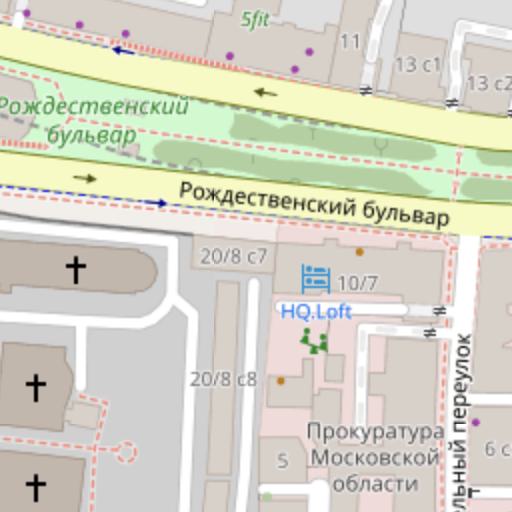 5fit
11
13 с1
13 с2
Рождественский
бульвар
Рождественский бульвар
20/8 с7
10/7
HQ.Loft
20/8 с8
Прокуратура
Московской
области
5
6 с
льный переулок